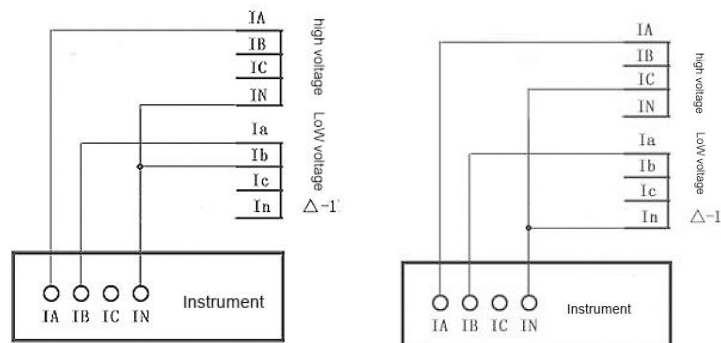 IA
IB
IC
IN
high voltage
Ia
Ib
Ic
In
LoW voltage
△-1
IA IB IC IN
Instrument
IA
IB
IC
IN
high voltage
Ia
Ib
Ic
In
LoW voltage
△-1
IA IB IC IN
Instrument